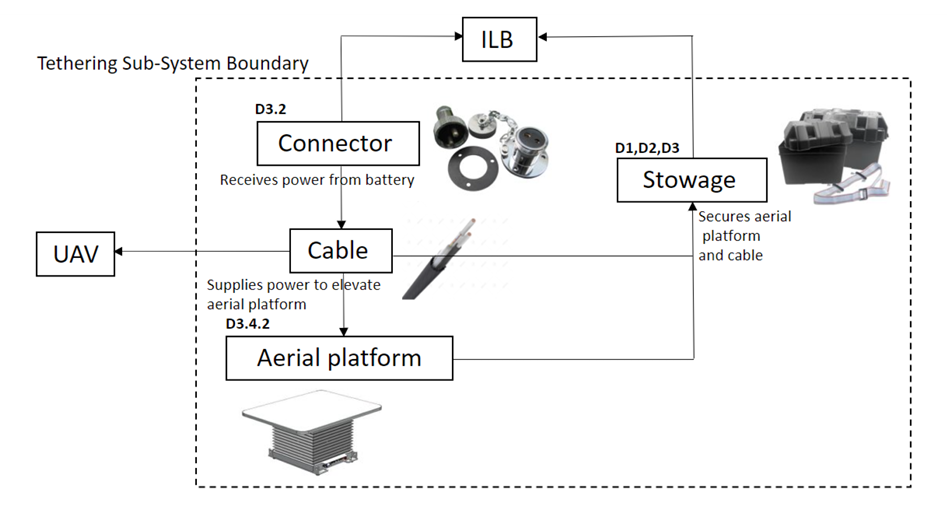 ILB
Tethering Sub-System Boundary
D3.2
Connector
Receives power from battery
D1,D2,D3
Stowage
Secures aerial
platform
and cable
UAV
Cable
Supplies power to elevate
aerial platform
D3.4.2
Aerial platform